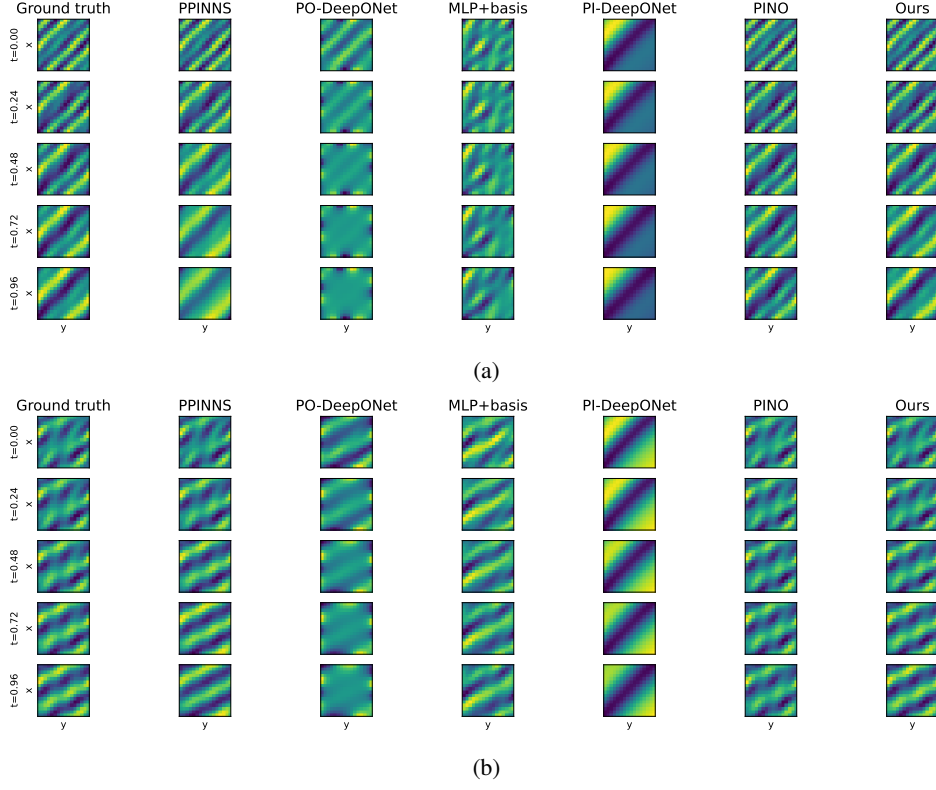 Ground truth PPINNS PO-DeepONet MLP+basis PI-DeepONet PINO Ours
t=0.00 x
t=0.24 x
t=0.48 x
t=0.72 x
t=0.96 x
y y y y y y y
(a)
Ground truth PPINNS PO-DeepONet MLP+basis PI-DeepONet PINO Ours
t=0.00 x
t=0.24 x
t=0.48 x
t=0.72 x
t=0.96 x
y y y y y y y
(b)